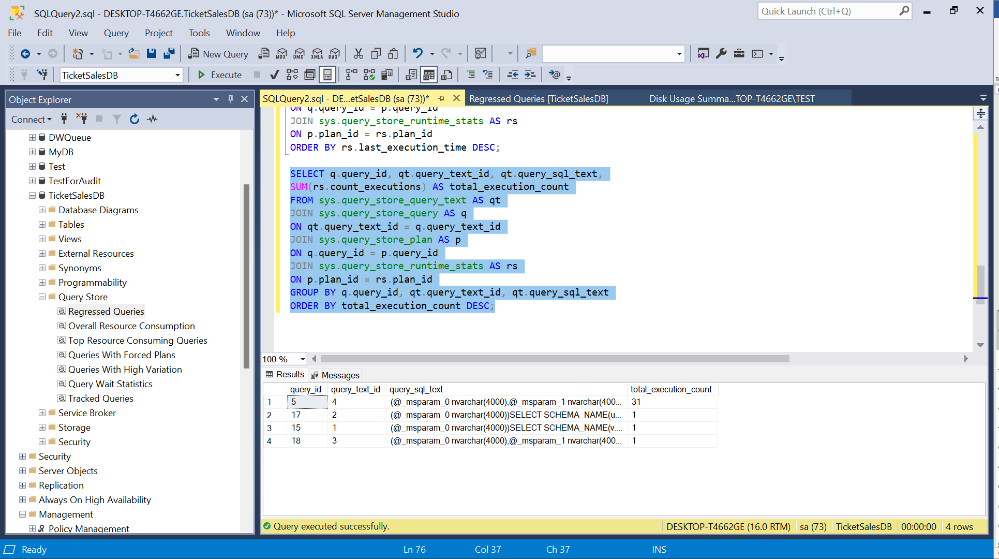 SQLQuery2.sql - DESKTOP-T4662GE.TicketSalesDB (sa (73))* - Microsoft SQL Server Management Studio
Quick Launch (Ctrl+Q)
File Edit View Query Project Tools Window Help
New Query MDX DMX XMLA DAX
TicketSalesDB Execute
Object Explorer
Connect
DWQueue
MyDB
Test
TestForAudit
TicketSalesDB
Database Diagrams
Tables
Views
External Resources
Synonyms
Programmability
Query Store
Regressed Queries
Overall Resource Consumption
Top Resource Consuming Queries
Queries With Forced Plans
Queries With High Variation
Query Wait Statistics
Tracked Queries
Service Broker
Storage
Security
Security
Server Objects
Replication
Always On High Availability
Management
Policy Management
SQLQuery2.sql - DE...etSalesDB (sa (73))* Regressed Queries [TicketSalesDB] Disk Usage Summa...TOP-T4662GE\TEST
ON q.query_id = p.query_id
JOIN sys.query_store_runtime_stats AS rs
ON p.plan_id = rs.plan_id
ORDER BY rs.last_execution_time DESC;
SELECT q.query_id, qt.query_text_id, qt.query_sql_text,
SUM(rs.count_executions) AS total_execution_count
FROM sys.query_store_query_text AS qt
JOIN sys.query_store_query AS q
ON qt.query_text_id = q.query_text_id
JOIN sys.query_store_plan AS p
ON q.query_id = p.query_id
JOIN sys.query_store_runtime_stats AS rs
ON p.plan_id = rs.plan_id
GROUP BY q.query_id, qt.query_text_id, qt.query_sql_text
ORDER BY total_execution_count DESC;
100 %
Results Messages
query_id query_text_id query_sql_text total_execution_count
1 5 4 (@_msparam_0 nvarchar(4000),@_msparam_1 nvarchar(400... 31
2 17 2 (@_msparam_0 nvarchar(4000))SELECT SCHEMA_NAME(u... 1
3 15 1 (@_msparam_0 nvarchar(4000))SELECT SCHEMA_NAME(v.... 1
4 18 3 (@_msparam_0 nvarchar(4000),@_msparam_1 nvarchar(400... 1
Query executed successfully. DESKTOP-T4662GE (16.0 RTM) sa (73) TicketSalesDB 00:00:00 4 rows
Ready Ln 76 Col 37 Ch 37 INS